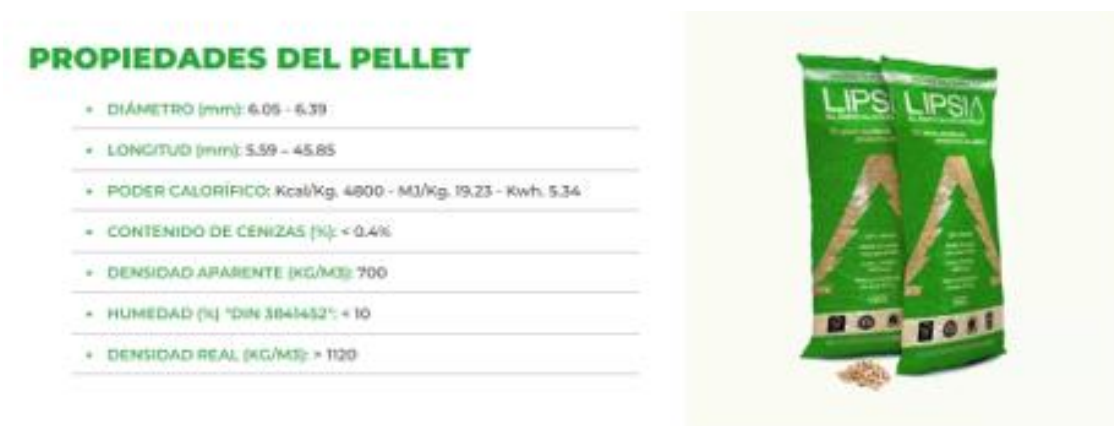 PROPIEDADES DEL PELLET
• DIÁMETRO (mm): 6.05 - 6.39
• LONGITUD (mm): 5.59 – 45.85
• PODER CALORÍFICO: Kcal/Kg. 4800 - MJ/Kg. 19.23 - Kwh. 5.34
• CONTENIDO DE CENIZAS (%): < 0.4%
• DENSIDAD APARENTE (KG/M3): 700
• HUMEDAD (%) "DIN 3841452": < 10
• DENSIDAD REAL (KG/M3): > 1120
LIPSI
LIPSIA